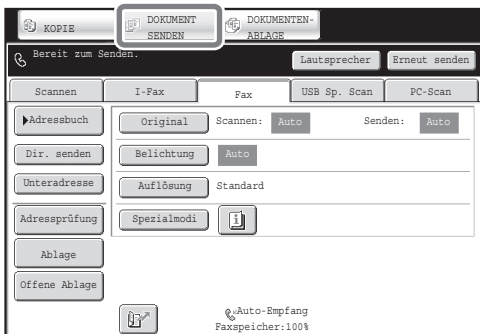 KOPIE
DOKUMENT
SENDEN
DOKUMENTEN-
ABLAGE
Bereit zum Senden.
Lautsprecher
Erneut senden
Scannen
I-Fax
Fax
USB Sp. Scan
PC-Scan
Adressbuch
Original
Scannen:
Auto
Senden:
Auto
Dir. senden
Belichtung
Auto
Unteradresse
Auflösung
Standard
Adressprüfung
Spezialmodi
Ablage
Offene Ablage
Auto-Empfang
Faxspeicher:100%